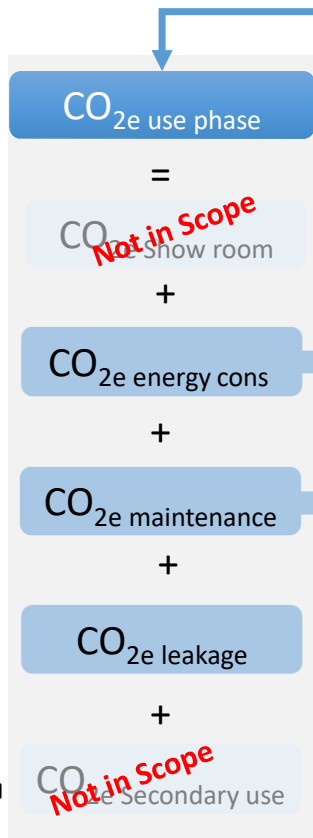 CO2e use phase
=
CO2e Show room
Not in Scope
+
CO2e energy cons
+
CO2e maintenance
+
CO2e leakage
+
CO2e Secondary use
Not in Scope